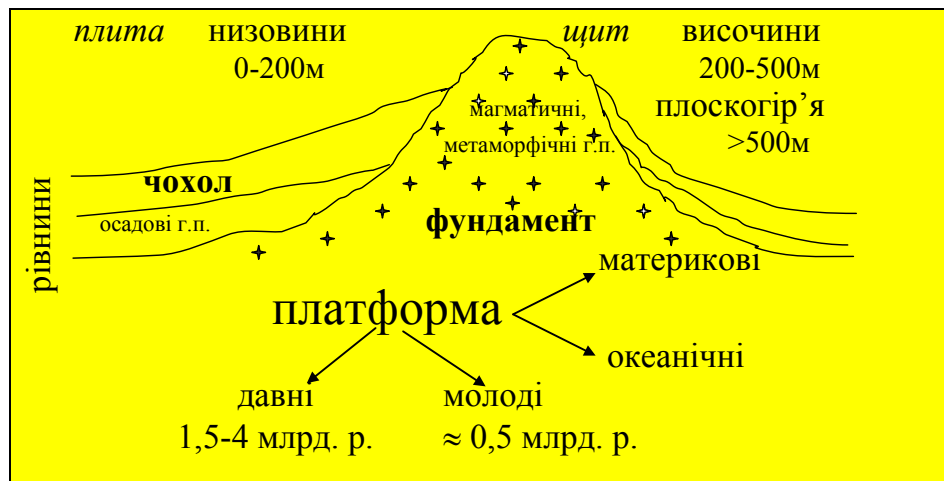 плита низовини щит височини
0-200м 200-500м
плоскогір’я
>500м
магматичні,
метаморфічні г.п.
чохол
осадові г.п.
фундамент
рівнини
материкові
платформа
океанічні
давні молоді
1,5-4 млрд. р. ≈ 0,5 млрд. р.